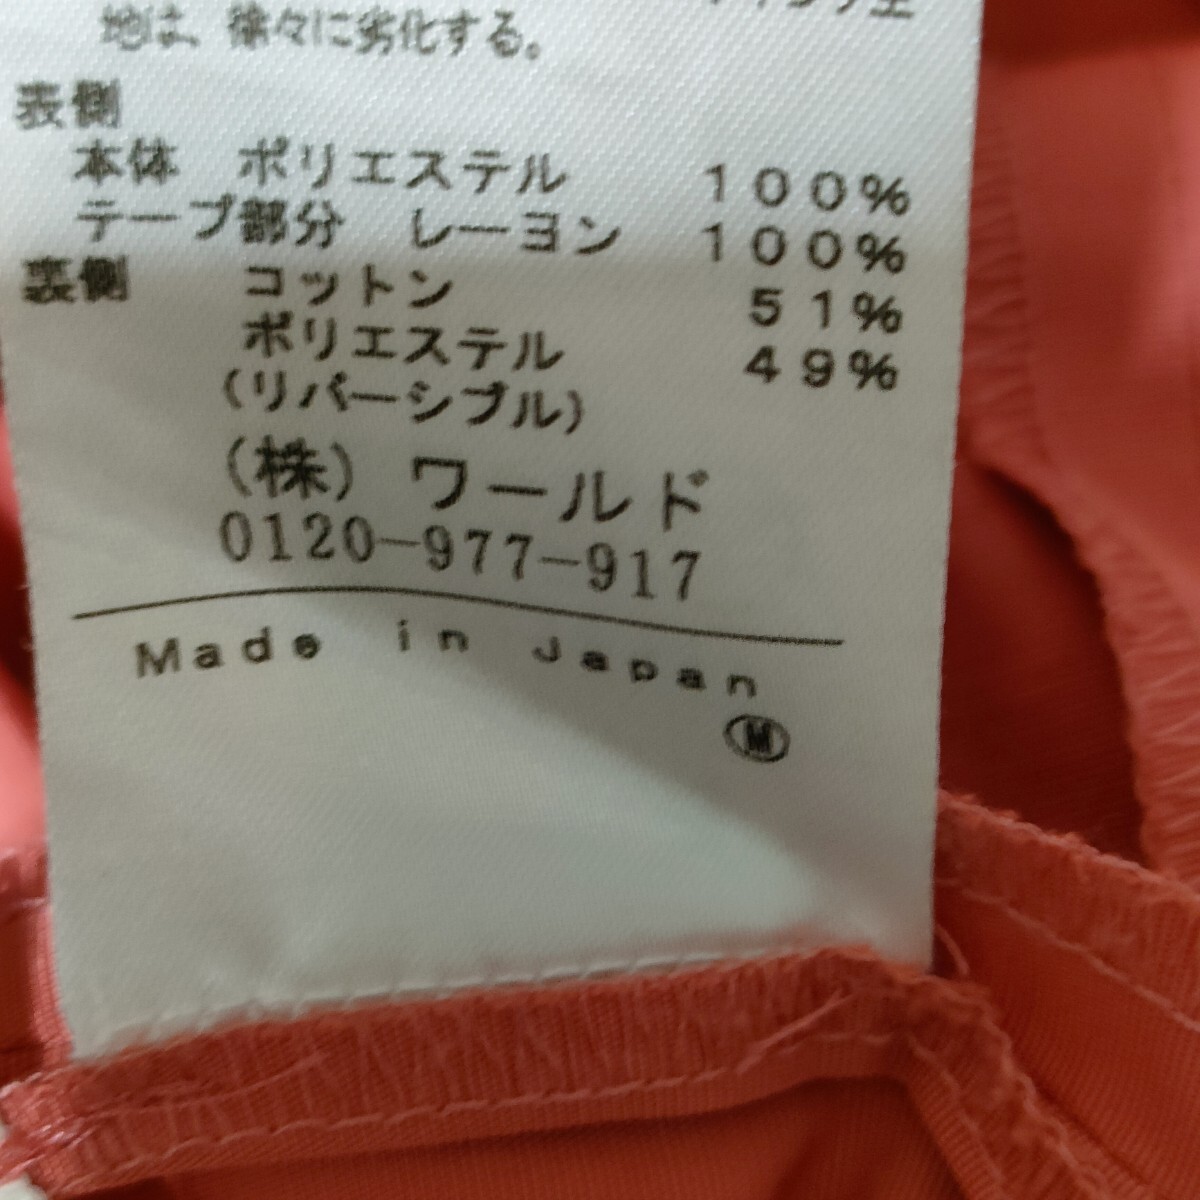 地は、徐々に劣化する。
表側
本体 ポリエステル 100%
テープ部分 レーヨン 100%
裏側 コットン 51%
ポリエステル 49%
(リバーシブル)
(株) ワールド
0120-977-917
Made in Japan
M